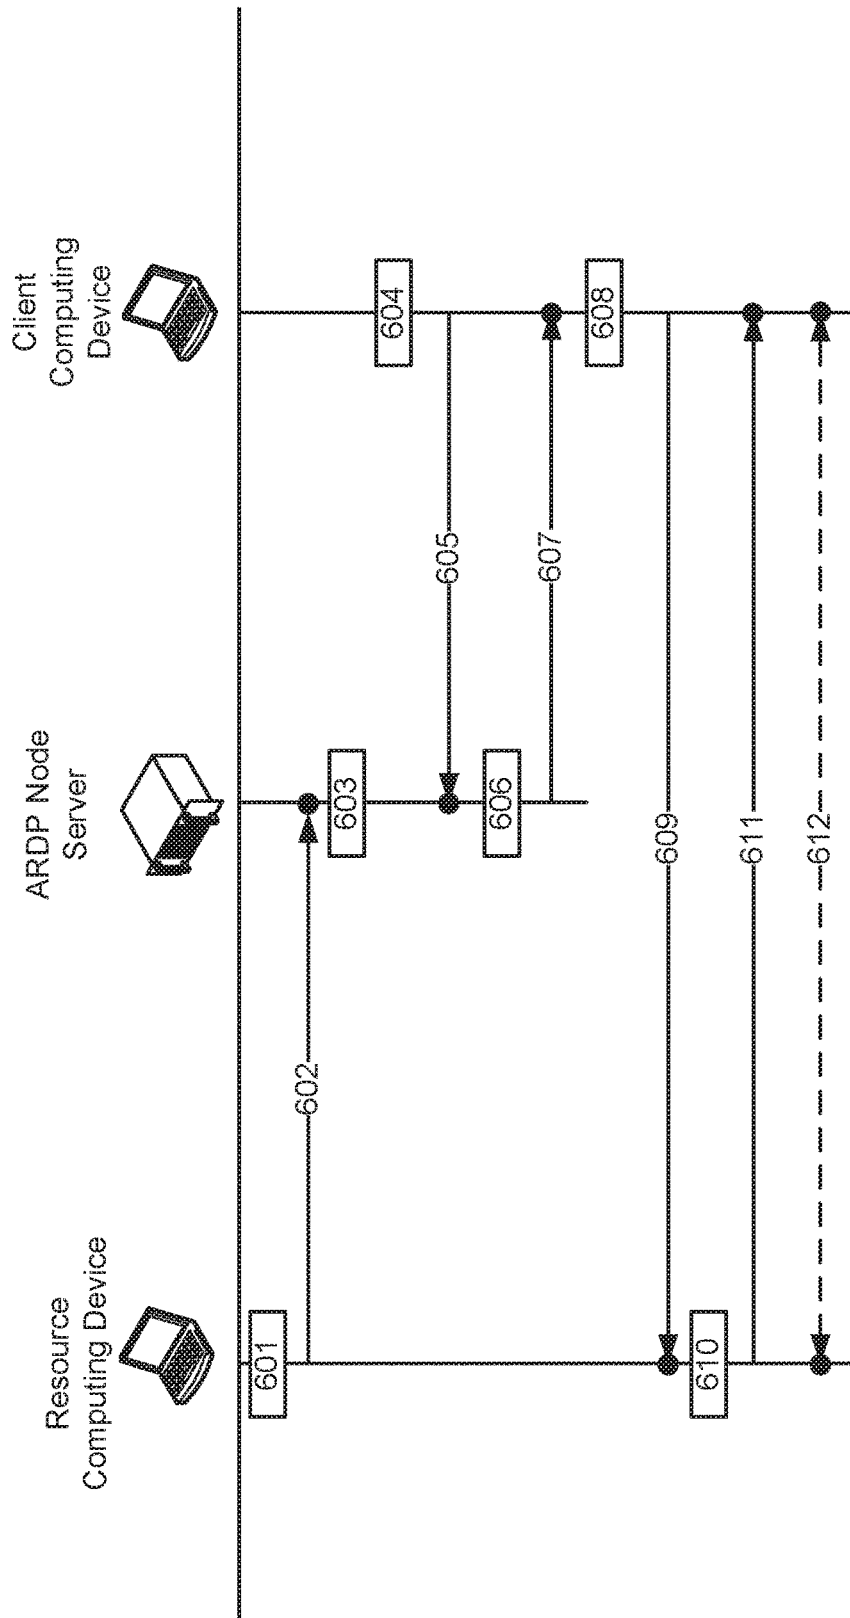 Resource
Computing Device
ARDP Node
Server
Client
Computing
Device
601
602
603
604
605
606
607
608
609
610
611
612